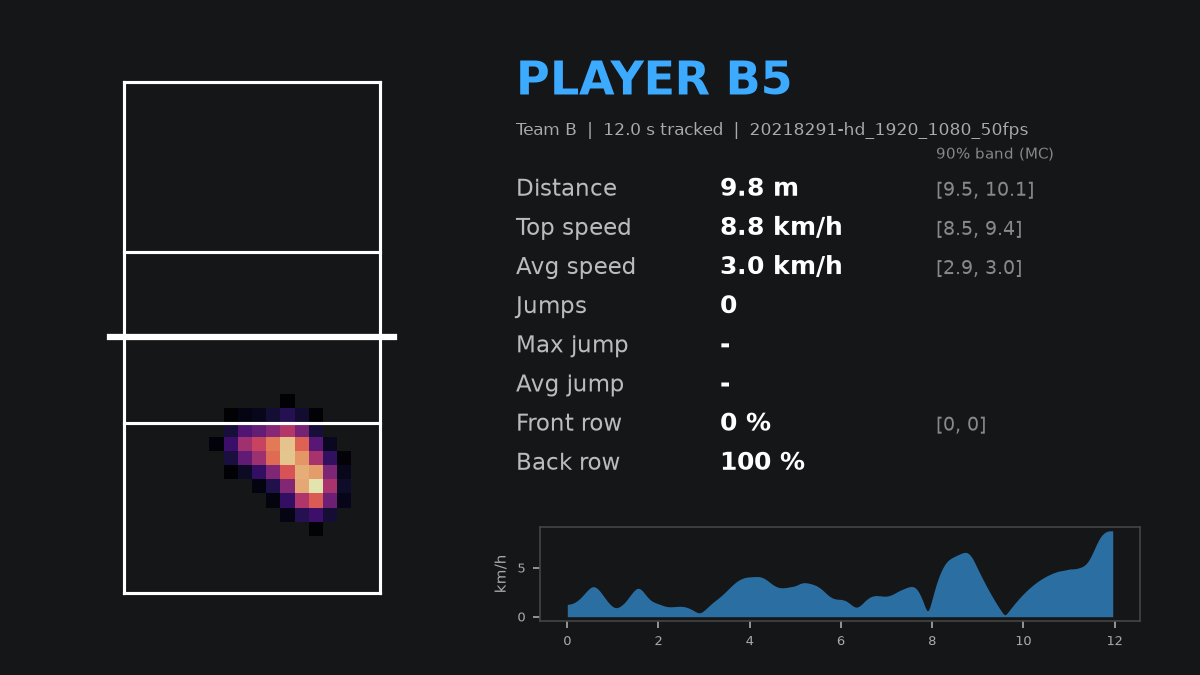 PLAYER B5
Team B | 12.0 s tracked | 20218291-hd_1920_1080_50fps
90% band (MC)
Distance 9.8 m [9.5, 10.1]
Top speed 8.8 km/h [8.5, 9.4]
Avg speed 3.0 km/h [2.9, 3.0]
Jumps 0
Max jump -
Avg jump -
Front row 0 % [0, 0]
Back row 100 %
km/h
5
0
0 2 4 6 8 10 12